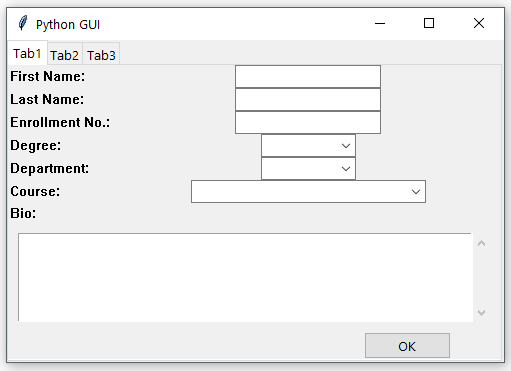 Python GUI
Tab1 Tab2 Tab3
First Name:
Last Name:
Enrollment No.:
Degree:
Department:
Course:
Bio:
OK